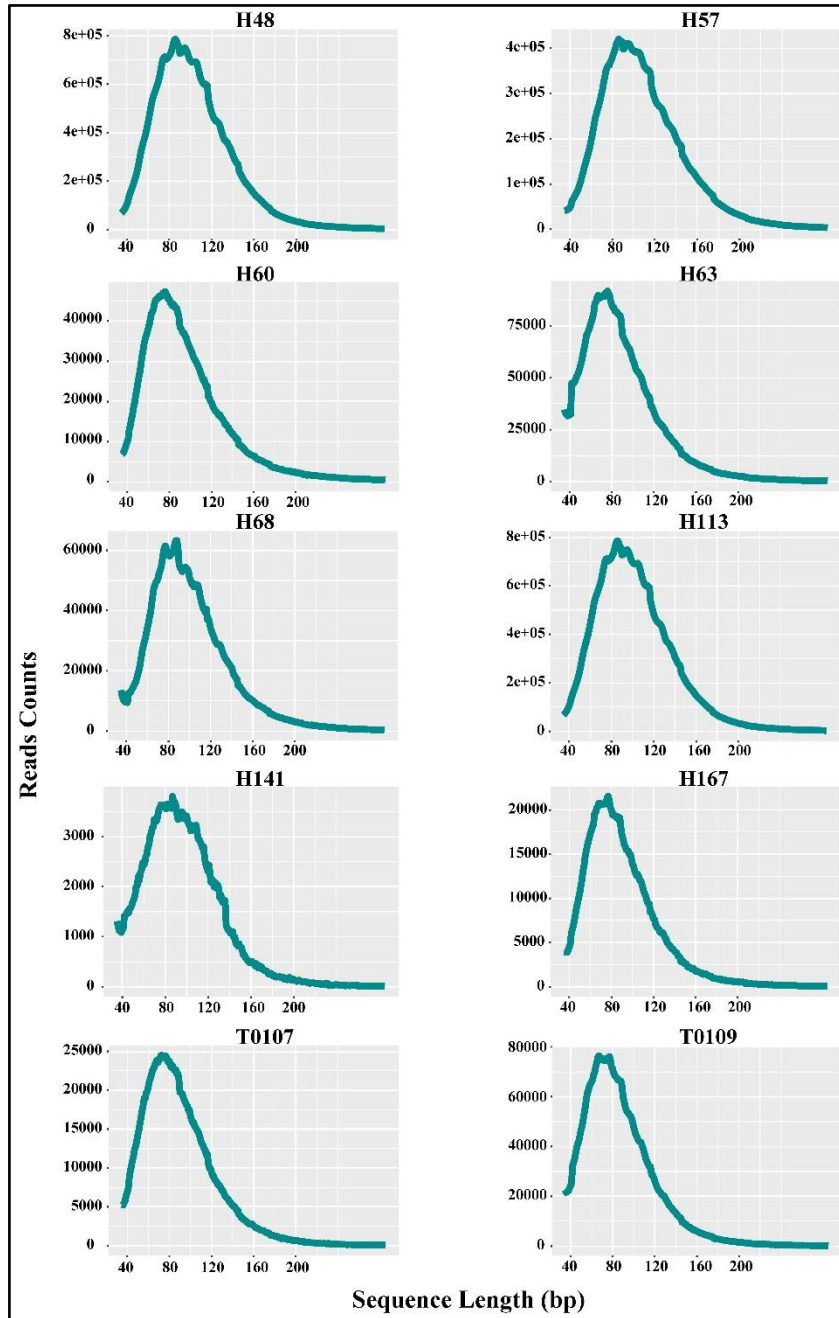 H48
8e+05
6e+05
4e+05
2e+05
0
40 80 120 160 200
H57
4e+05
3e+05
2e+05
1e+05
0
40 80 120 160 200
H60
40000
30000
20000
10000
0
40 80 120 160 200
H63
75000
50000
25000
0
40 80 120 160 200
H68
60000
40000
20000
0
40 80 120 160 200
H113
8e+05
6e+05
4e+05
2e+05
0
40 80 120 160 200
H141
3000
2000
1000
0
40 80 120 160 200
H167
20000
15000
10000
5000
0
40 80 120 160 200
T0107
25000
20000
15000
10000
5000
0
40 80 120 160 200
T0109
80000
60000
40000
20000
0
40 80 120 160 200
Reads Counts
Sequence Length (bp)